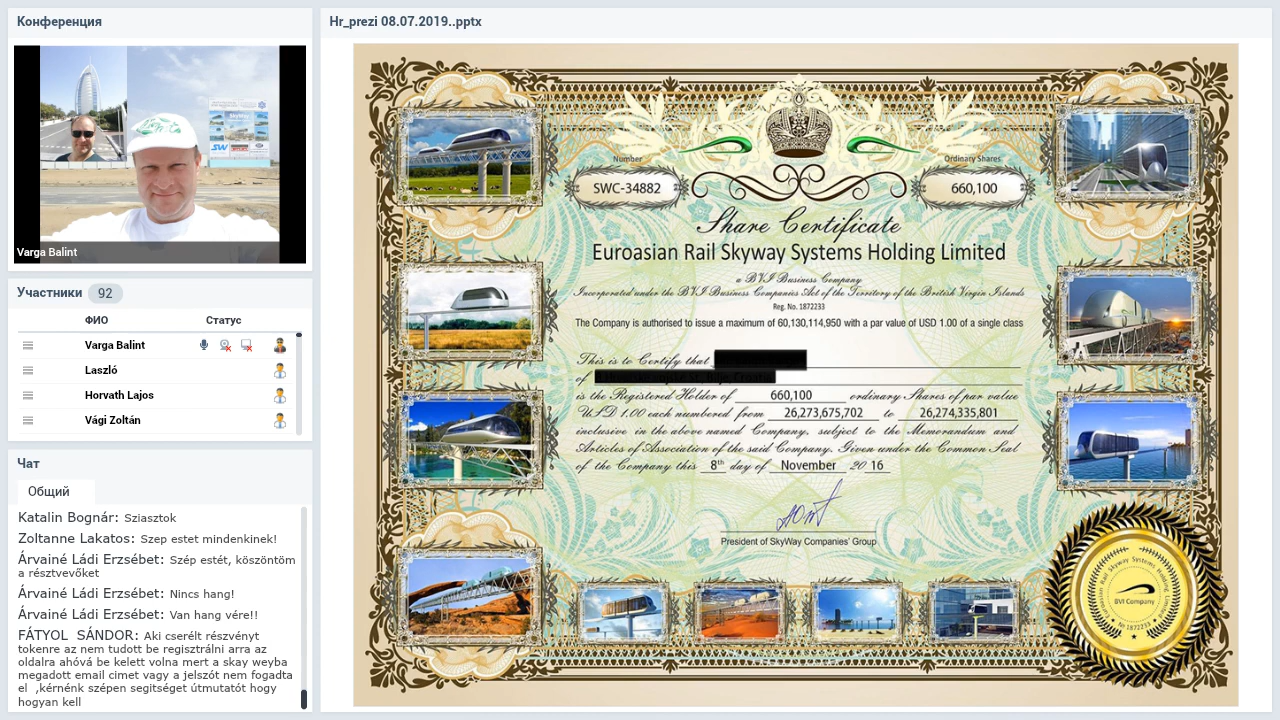 Конференция
Varga Balint
Участники 92
ФИО Статус
Varga Balint
Laszló
Horvath Lajos
Vági Zoltán
Чат
Общий
Katalin Bognár: Sziasztok
Zoltanne Lakatos: Szep estet mindenkinek!
Árvainé Ládi Erzsébet: Szép estét, köszöntöm
a résztvevőket
Árvainé Ládi Erzsébet: Nincs hang!
Árvainé Ládi Erzsébet: Van hang vére!!
FÁTYOL SÁNDOR: Aki cserélt részvényt
tokenre az nem tudott be regisztrálni arra az
oldalra ahóvá be kelett volna mert a skay weyba
megadott email cimet vagy a jelszót nem fogadta
el ,kérnénk szépen segitséget útmutatót hogy
hogyan kell
Hr_prezi 08.07.2019..pptx
Number
SWC-34882
Ordinary Shares
660,100
Share Certificate
Euroasian Rail Skyway Systems Holding Limited
a BVI Business Company
Incorporated under the BVI Business Companies Act of the Territory of the British Virgin Islands
Reg. No. 1872233
The Company is authorised to issue a maximum of 60,130,114,950 with a par value of USD 1.00 of a single class
This is to Certify that
of
is the Registered Holder of 660,100 ordinary Shares of par value
USD 1.00 each numbered from 26,273,675,702 to 26,274,335,801
inclusive in the above named Company, subject to the Memorandum and
Articles of Association of the said Company. Given under the Common Seal
of the Company this 8th day of November 20 16
President of SkyWay Companies' Group
BVI Company
№ 1872233